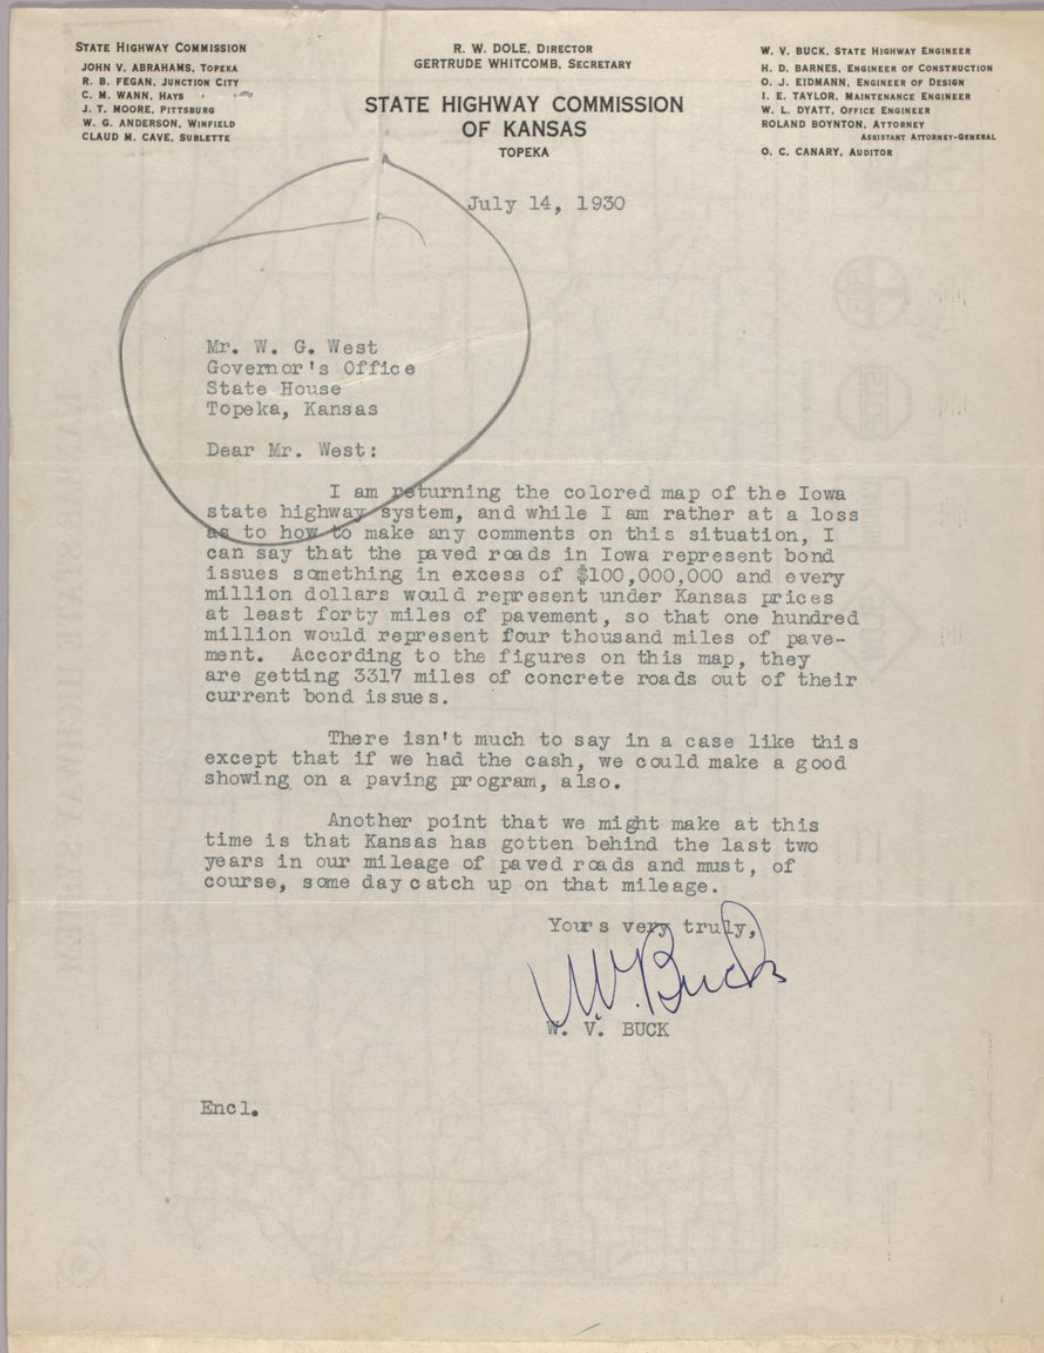 STATE HIGHWAY COMMISSION
JOHN V. ABRAHAMS, TOPEKA
R. B. FEGAN, JUNCTION CITY
C. M. WANN, HAYS
J. T. MOORE, PITTSBURG
W. G. ANDERSON, WINFIELD
CLAUD M. CAVE, SUBLETTE
R. W. DOLE, DIRECTOR
GERTRUDE WHITCOMB, SECRETARY
STATE HIGHWAY COMMISSION
OF KANSAS
TOPEKA
W. V. BUCK, STATE HIGHWAY ENGINEER
H. D. BARNES, ENGINEER OF CONSTRUCTION
O. J. EIDMANN, ENGINEER OF DESIGN
I. E. TAYLOR, MAINTENANCE ENGINEER
W. L. DYATT, OFFICE ENGINEER
ROLAND BOYNTON, ATTORNEY
ASSISTANT ATTORNEY-GENERAL
O. C. CANARY, AUDITOR
July 14, 1930
Mr. W. G. West
Governor's Office
State House
Topeka, Kansas
Dear Mr. West:
I am returning the colored map of the Iowa
state highway system, and while I am rather at a loss
as to how to make any comments on this situation, I
can say that the paved roads in Iowa represent bond
issues something in excess of $100,000,000 and every
million dollars would represent under Kansas prices
at least forty miles of pavement, so that one hundred
million would represent four thousand miles of pave-
ment. According to the figures on this map, they
are getting 3317 miles of concrete roads out of their
current bond issues.
There isn't much to say in a case like this
except that if we had the cash, we could make a good
showing on a paving program, also.
Another point that we might make at this
time is that Kansas has gotten behind the last two
years in our mileage of paved roads and must, of
course, some day catch up on that mileage.
Yours very truly,
W. V. Buck
W. V. BUCK
Encl.